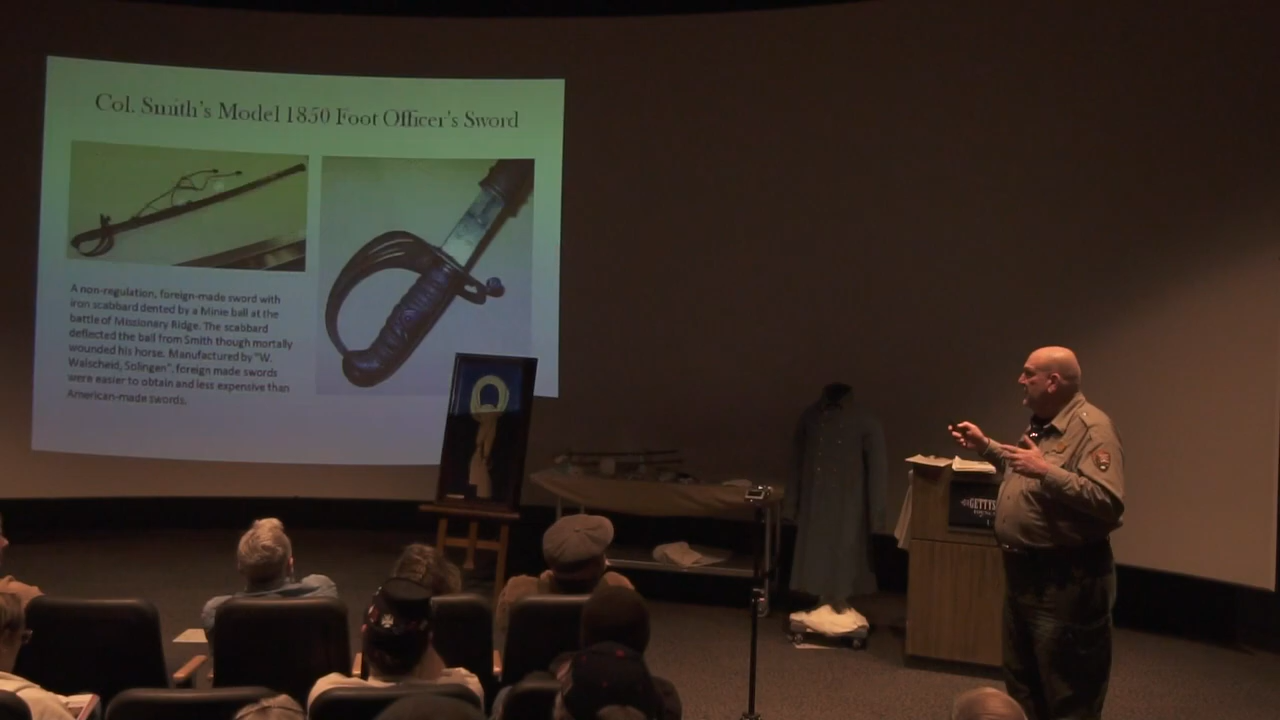 Col. Smith's Model 1850 Foot Officer's Sword
A non-regulation, foreign-made sword with
iron scabbard dented by a Minie ball at the
battle of Missionary Ridge. The scabbard
deflected the ball from Smith though mortally
wounded his horse. Manufactured by "W.
Walscheid, Solingen", foreign made swords
were easier to obtain and less expensive than
American-made swords.
GETTYS